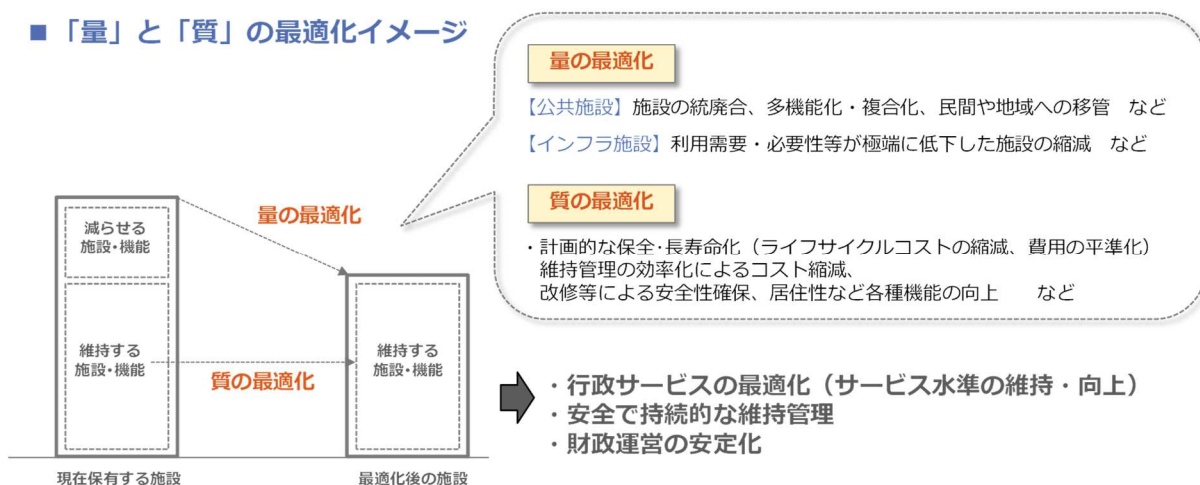 ■「量」と「質」の最適化イメージ
量の最適化
【公共施設】施設の統廃合、多機能化・複合化、民間や地域への移管　など
【インフラ施設】利用需要・必要性等が極端に低下した施設の縮減　など
質の最適化
・計画的な保全・長寿命化（ライフサイクルコストの縮減、費用の平準化）
維持管理の効率化によるコスト縮減、
改修等による安全性確保、居住性など各種機能の向上　　など
減らせる
施設・機能
維持する
施設・機能
量の最適化
質の最適化
維持する
施設・機能
現在保有する施設
最適化後の施設
・行政サービスの最適化（サービス水準の維持・向上）
・安全で持続的な維持管理
・財政運営の安定化